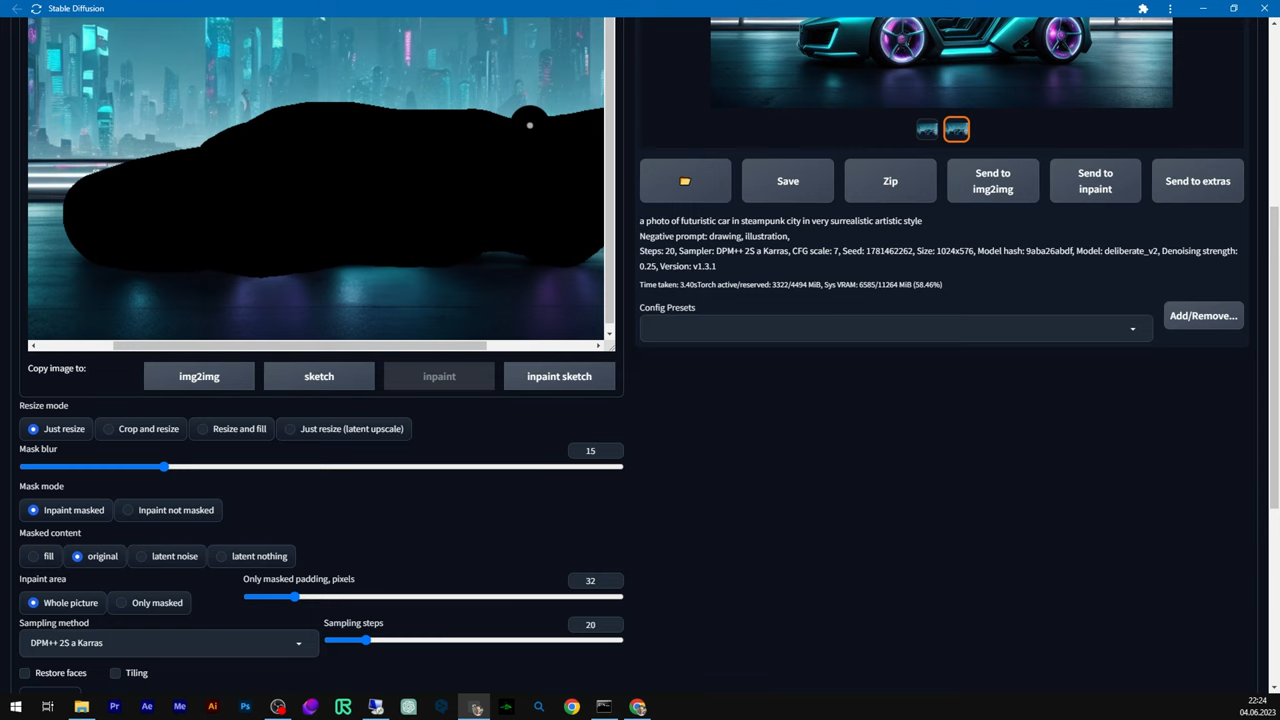 Stable Diffusion
Save
Zip
Send to img2img
Send to inpaint
Send to extras
a photo of futuristic car in steampunk city in very surrealistic artistic style
Negative prompt: drawing, illustration,
Steps: 20, Sampler: DPM++ 2S a Karras, CFG scale: 7, Seed: 1781462262, Size: 1024x576, Model hash: 9aba26abdf, Model: deliberate_v2, Denoising strength:
0.25, Version: v1.3.1
Time taken: 3.40sTorch active/reserved: 3322/4494 MiB, Sys VRAM: 6585/11264 MiB (58.46%)
Config Presets
Add/Remove...
Copy image to:
img2img
sketch
inpaint
inpaint sketch
Resize mode
Just resize
Crop and resize
Resize and fill
Just resize (latent upscale)
Mask blur
15
Mask mode
Inpaint masked
Inpaint not masked
Masked content
fill
original
latent noise
latent nothing
Inpaint area
Only masked padding, pixels
32
Whole picture
Only masked
Sampling method
Sampling steps
20
DPM++ 2S a Karras
Restore faces
Tiling
Pr
Ae
Me
Ai
Ps
22:24
04.06.2023